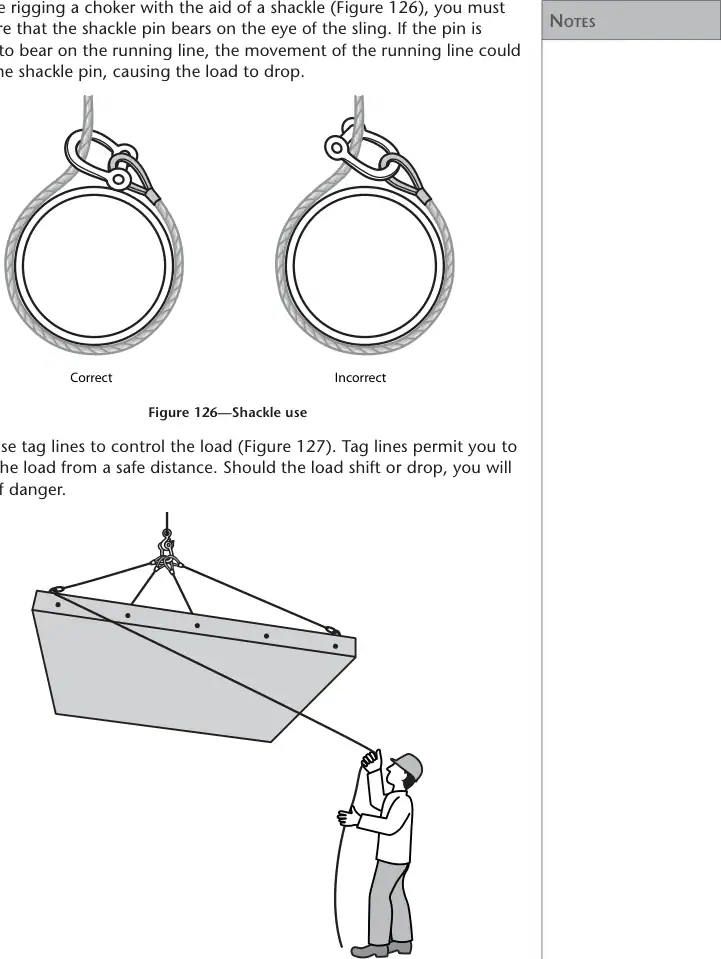 e rigging a choker with the aid of a shackle (Figure 126), you must
re that the shackle pin bears on the eye of the sling. If the pin is
to bear on the running line, the movement of the running line could
he shackle pin, causing the load to drop.
NOTES
Correct
Incorrect
Figure 126—Shackle use
se tag lines to control the load (Figure 127). Tag lines permit you to
he load from a safe distance. Should the load shift or drop, you will
f danger.